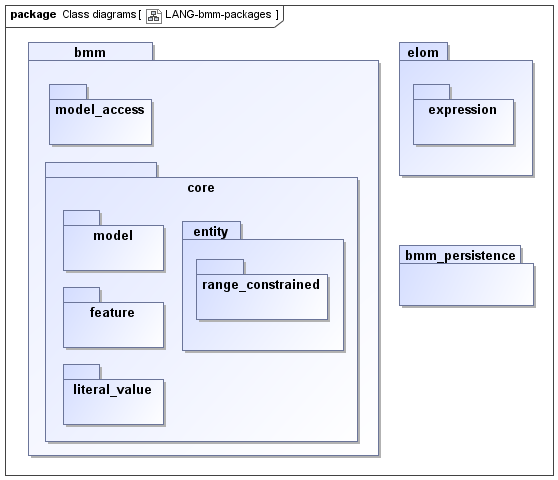 package Class diagrams [ LANG-bmm-packages ]
bmm
model_access
core
model
feature
literal_value
entity
range_constrained
elom
expression
bmm_persistence